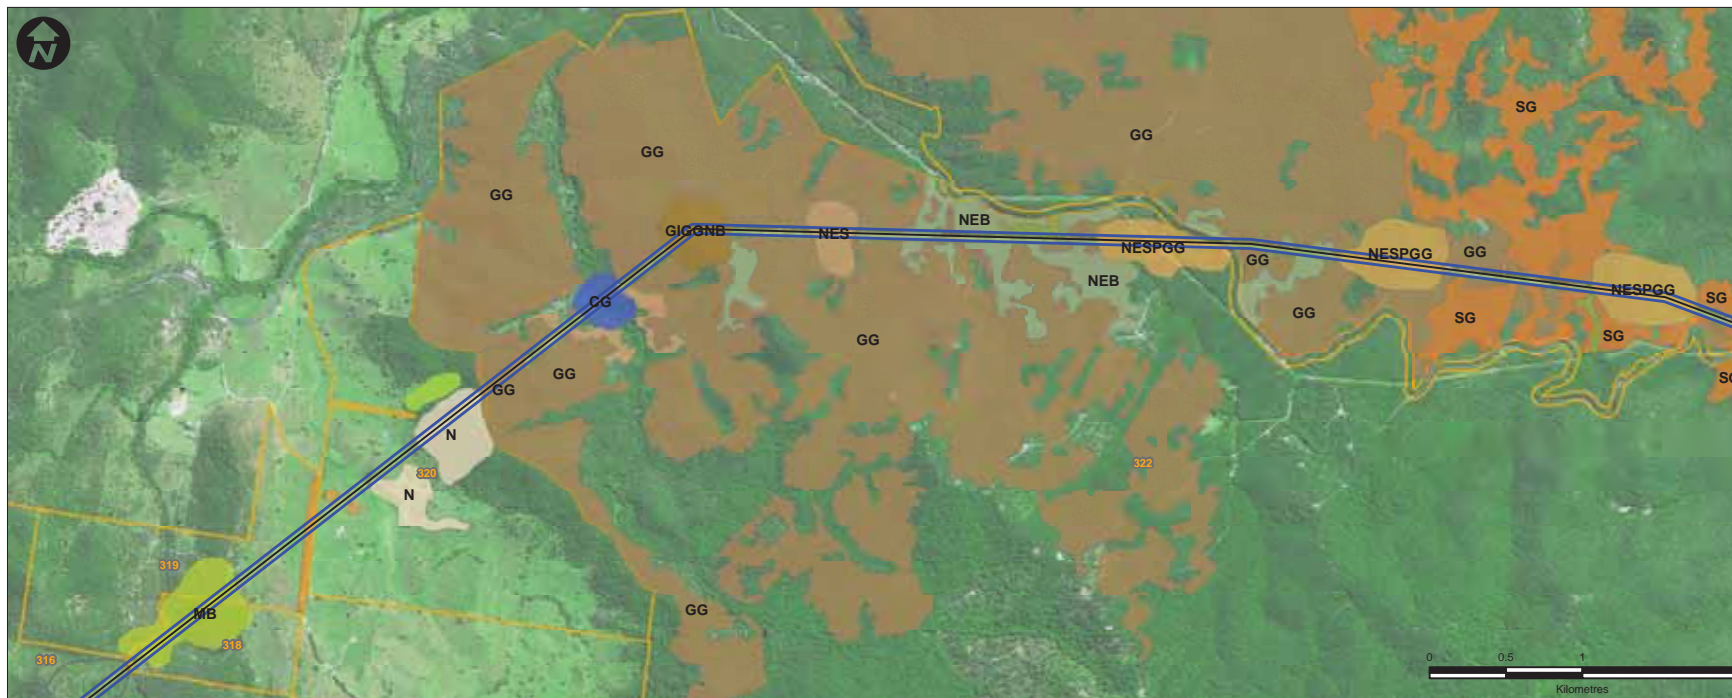 N
SG
GG
GG
GG
NEB
GIGGNB
NES
NESPGG
NESPGG
GG
GG
NEB
NESPGG
SG
CG
GG
SG
SG
GG
GG
GG
N
320
322
N
319
GG
MB
318
316
0 0.5 1
Kilometres